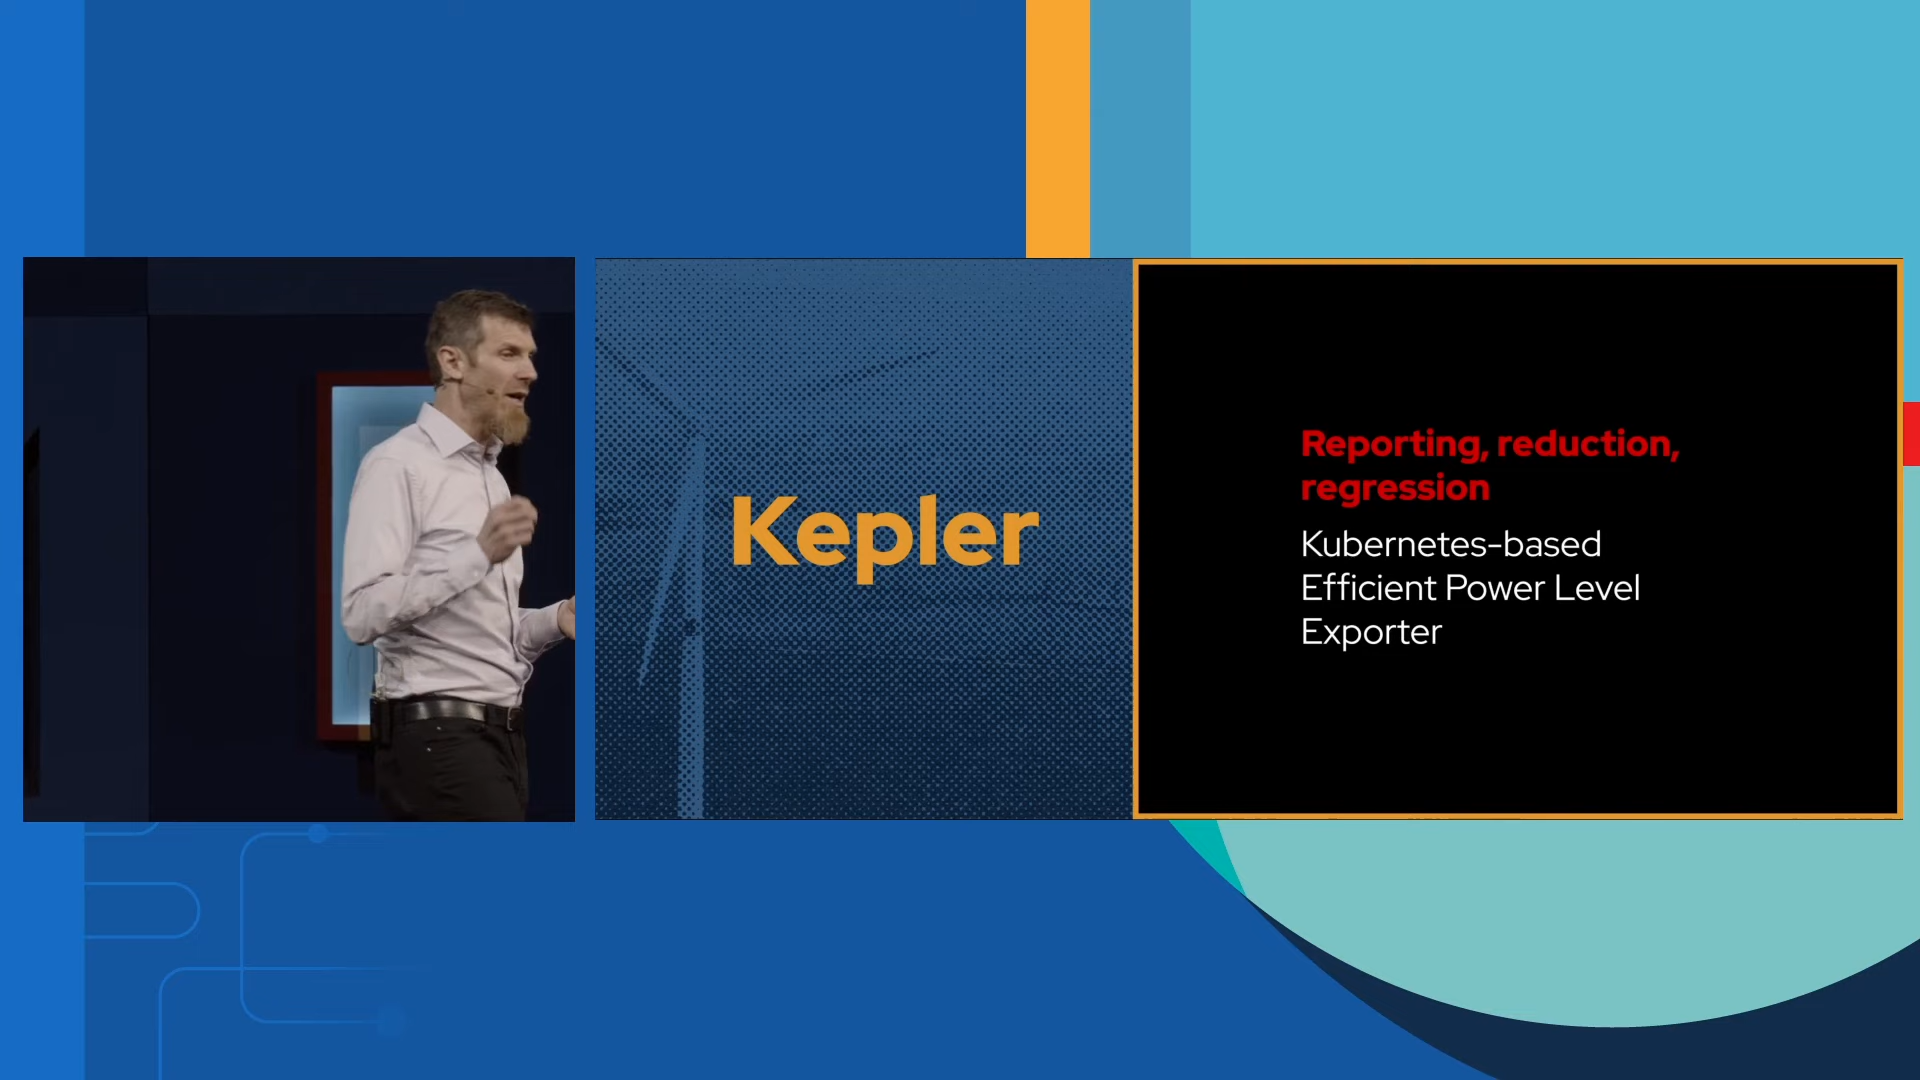 Kepler
Reporting, reduction,
regression
Kubernetes-based
Efficient Power Level
Exporter